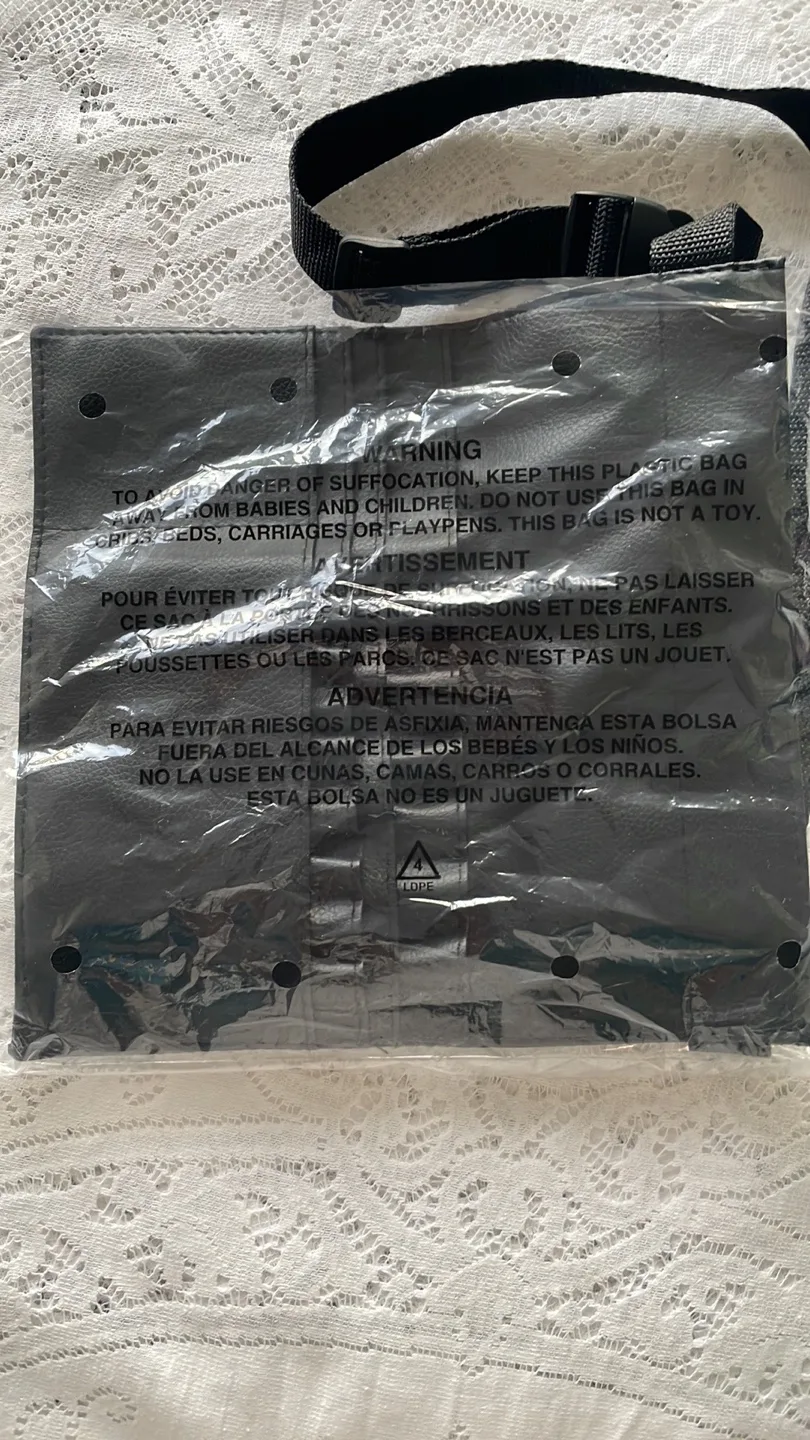 WARNING
TO AVOID DANGER OF SUFFOCATION, KEEP THIS PLASTIC BAG
AWAY FROM BABIES AND CHILDREN. DO NOT USE THIS BAG IN
CRIBS, BEDS, CARRIAGES OR PLAYPENS. THIS BAG IS NOT A TOY.
AVERTISSEMENT
POUR ÉVITER TOUT RISQUE DE SUFFOCATION, NE PAS LAISSER
CE SAC À LA PORTÉE DES NOURRISSONS ET DES ENFANTS.
NE PAS UTILISER DANS LES BERCEAUX, LES LITS, LES
POUSSETTES OU LES PARCS. CE SAC N'EST PAS UN JOUET.
ADVERTENCIA
PARA EVITAR RIESGOS DE ASFIXIA, MANTENGA ESTA BOLSA
FUERA DEL ALCANCE DE LOS BEBÉS Y LOS NIÑOS.
NO LA USE EN CUNAS, CAMAS, CARROS O CORRALES.
ESTA BOLSA NO ES UN JUGUETE.
4
LDPE